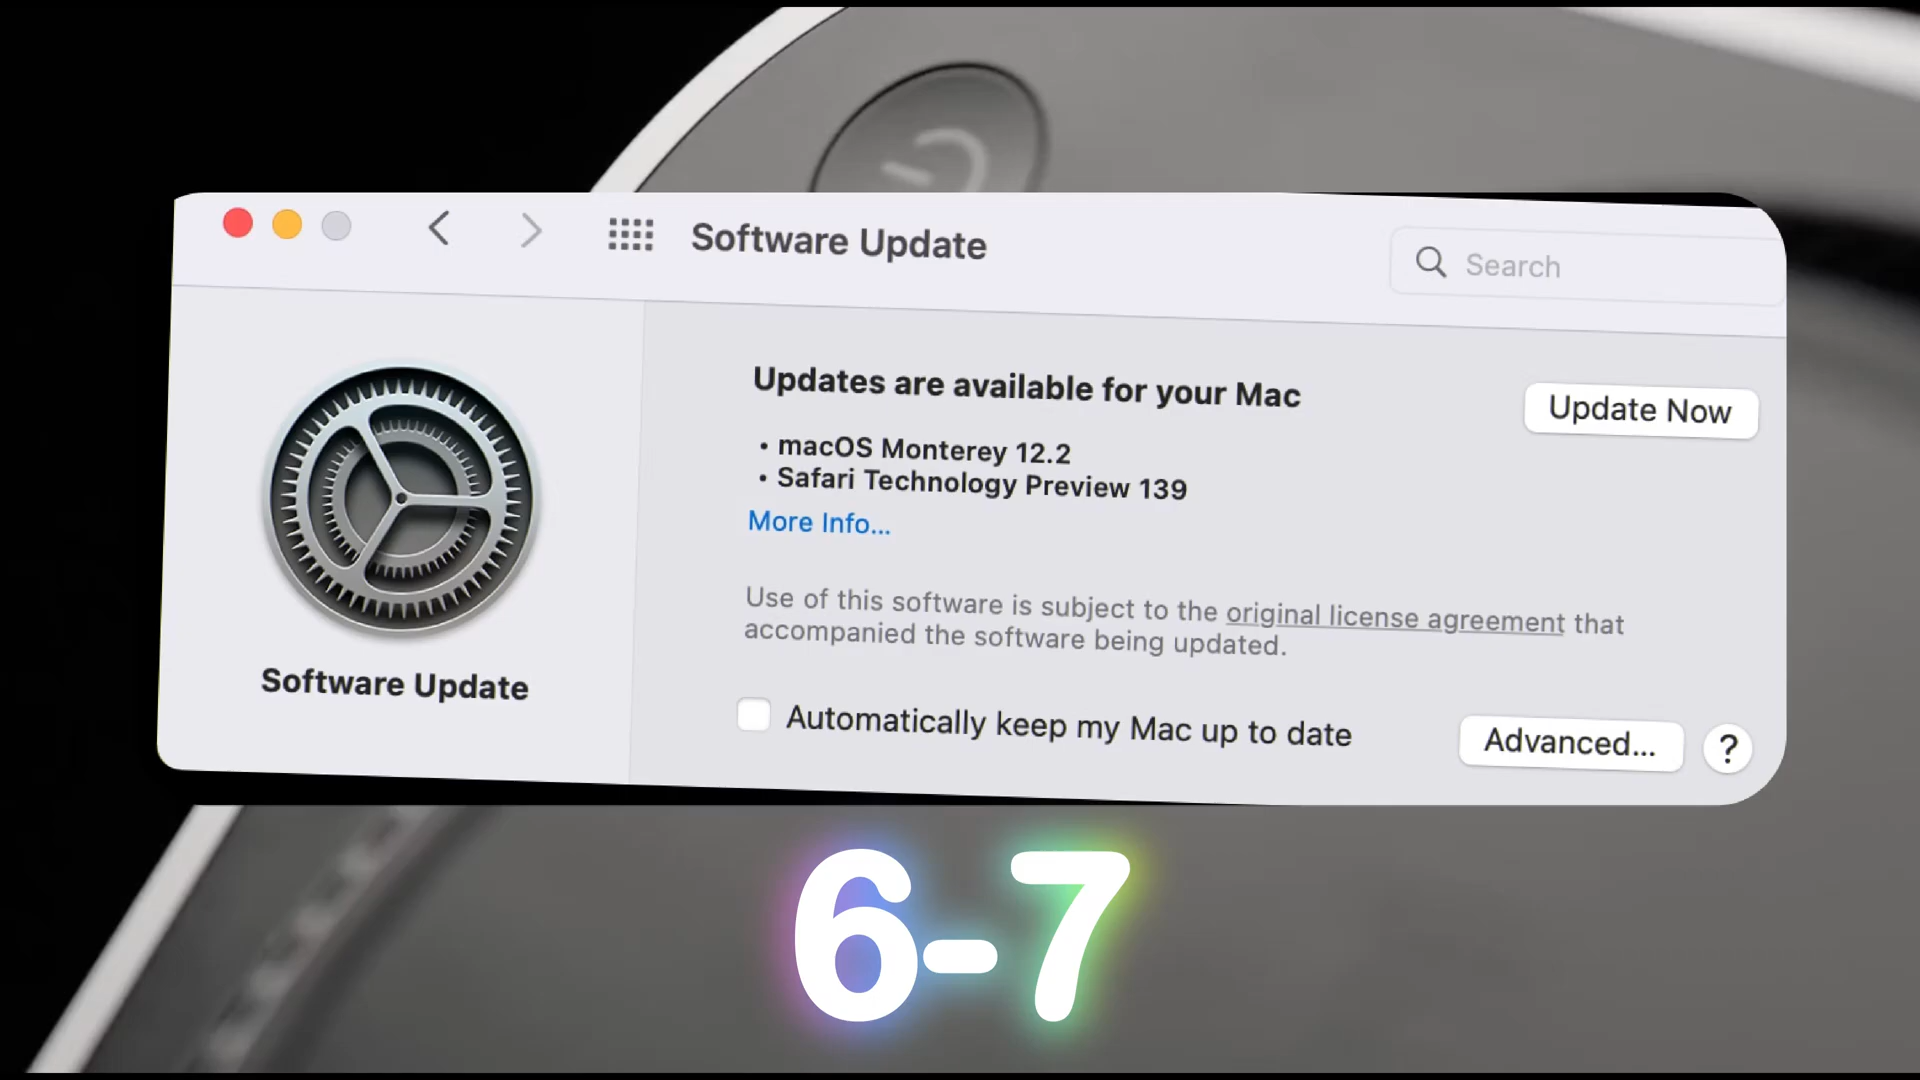 Software Update
Search
Updates are available for your Mac
Update Now
• macOS Monterey 12.2
• Safari Technology Preview 139
More Info...
Use of this software is subject to the original license agreement that
accompanied the software being updated.
Software Update
Automatically keep my Mac up to date
Advanced...
?
6-7